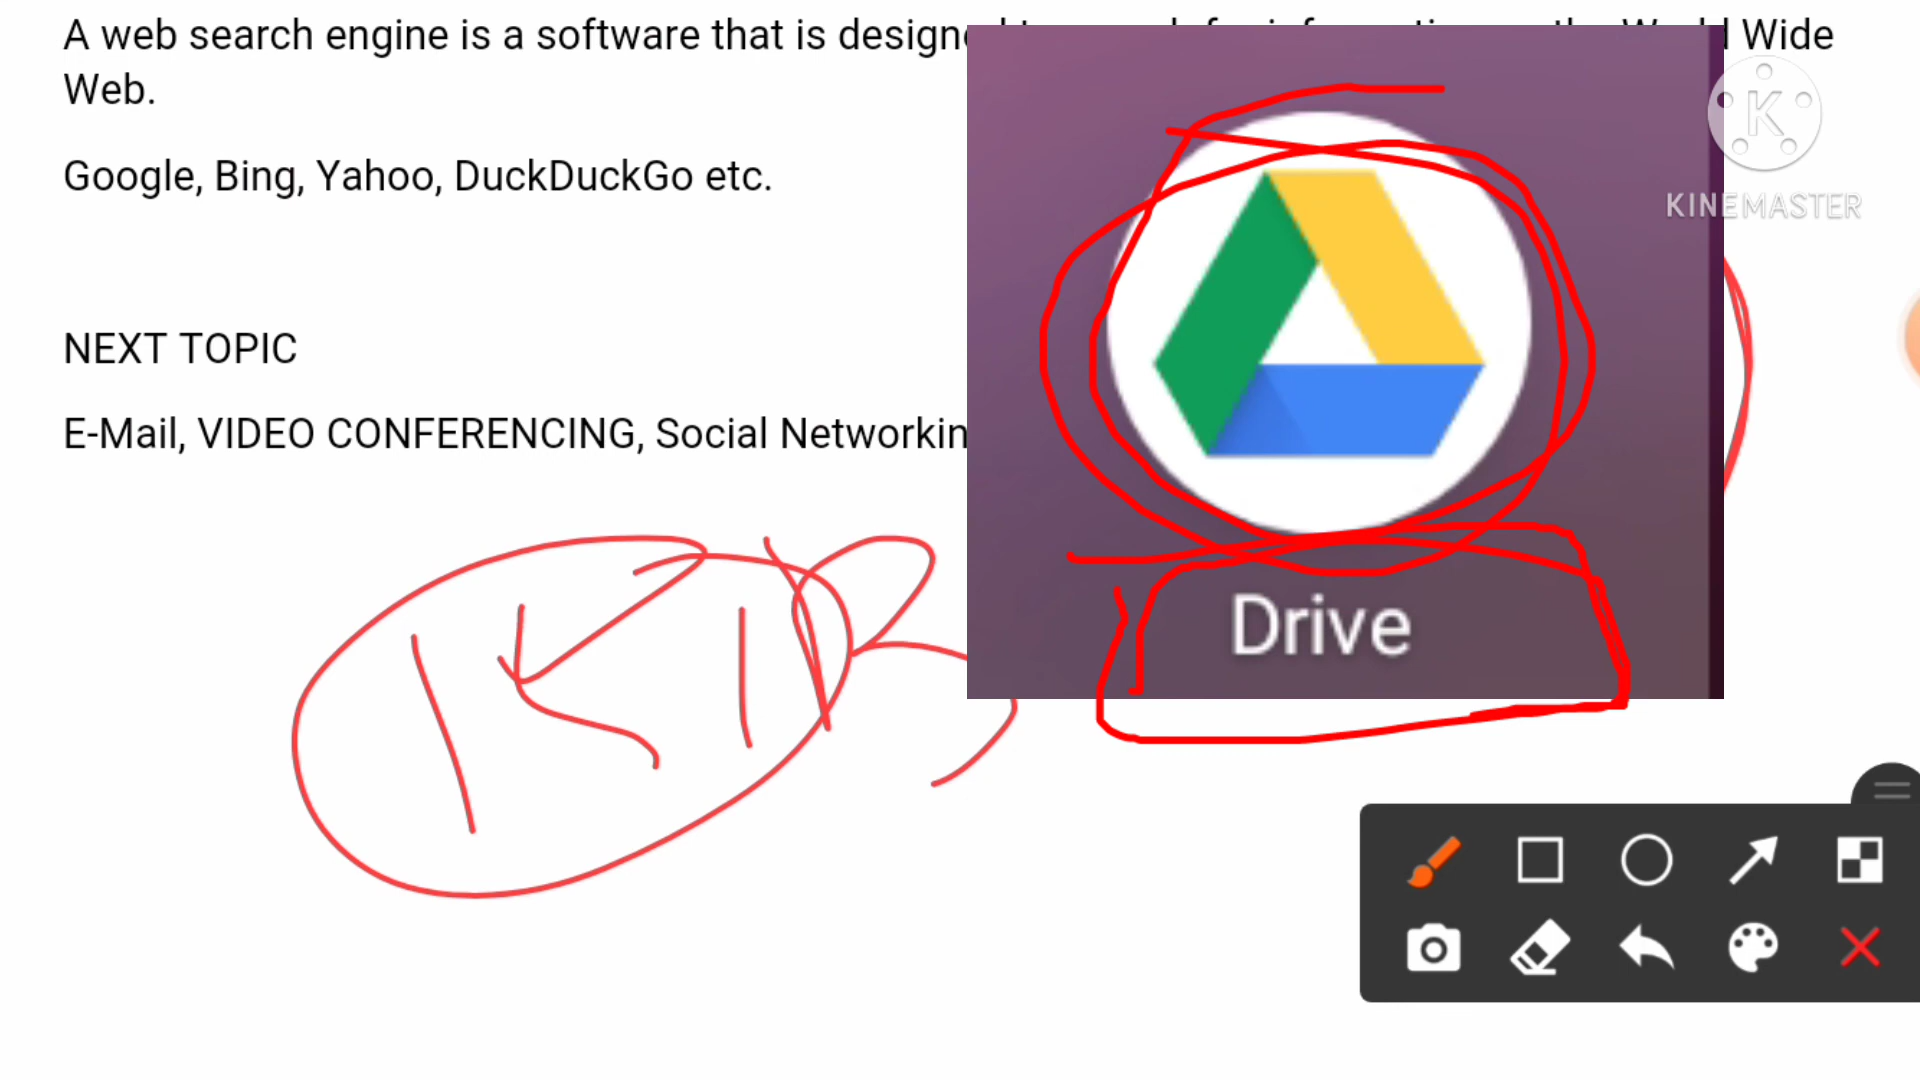 A web search engine is a software that is design
Wide
Web.
K
KINEMASTER
Google, Bing, Yahoo, DuckDuckGo etc.
NEXT TOPIC
E-Mail, VIDEO CONFERENCING, Social Networkin
Drive